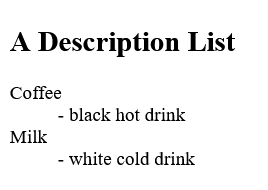 A Description List
Coffee
- black hot drink
Milk
- white cold drink